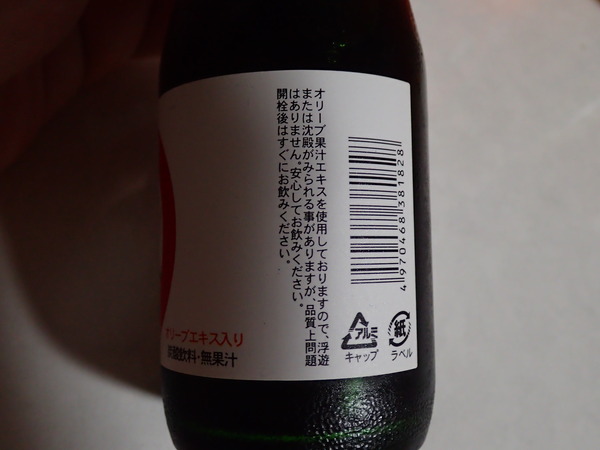 オリーブ果汁エキスを使用しておりますので、浮遊
または沈殿がみられる事がありますが、品質上問題
はありません。安心してお飲みください。
開栓後はすぐにお飲みください。
4970468381828
アルミ
キャップ
紙
ラベル
オリーブエキス入り
炭酸飲料・無果汁